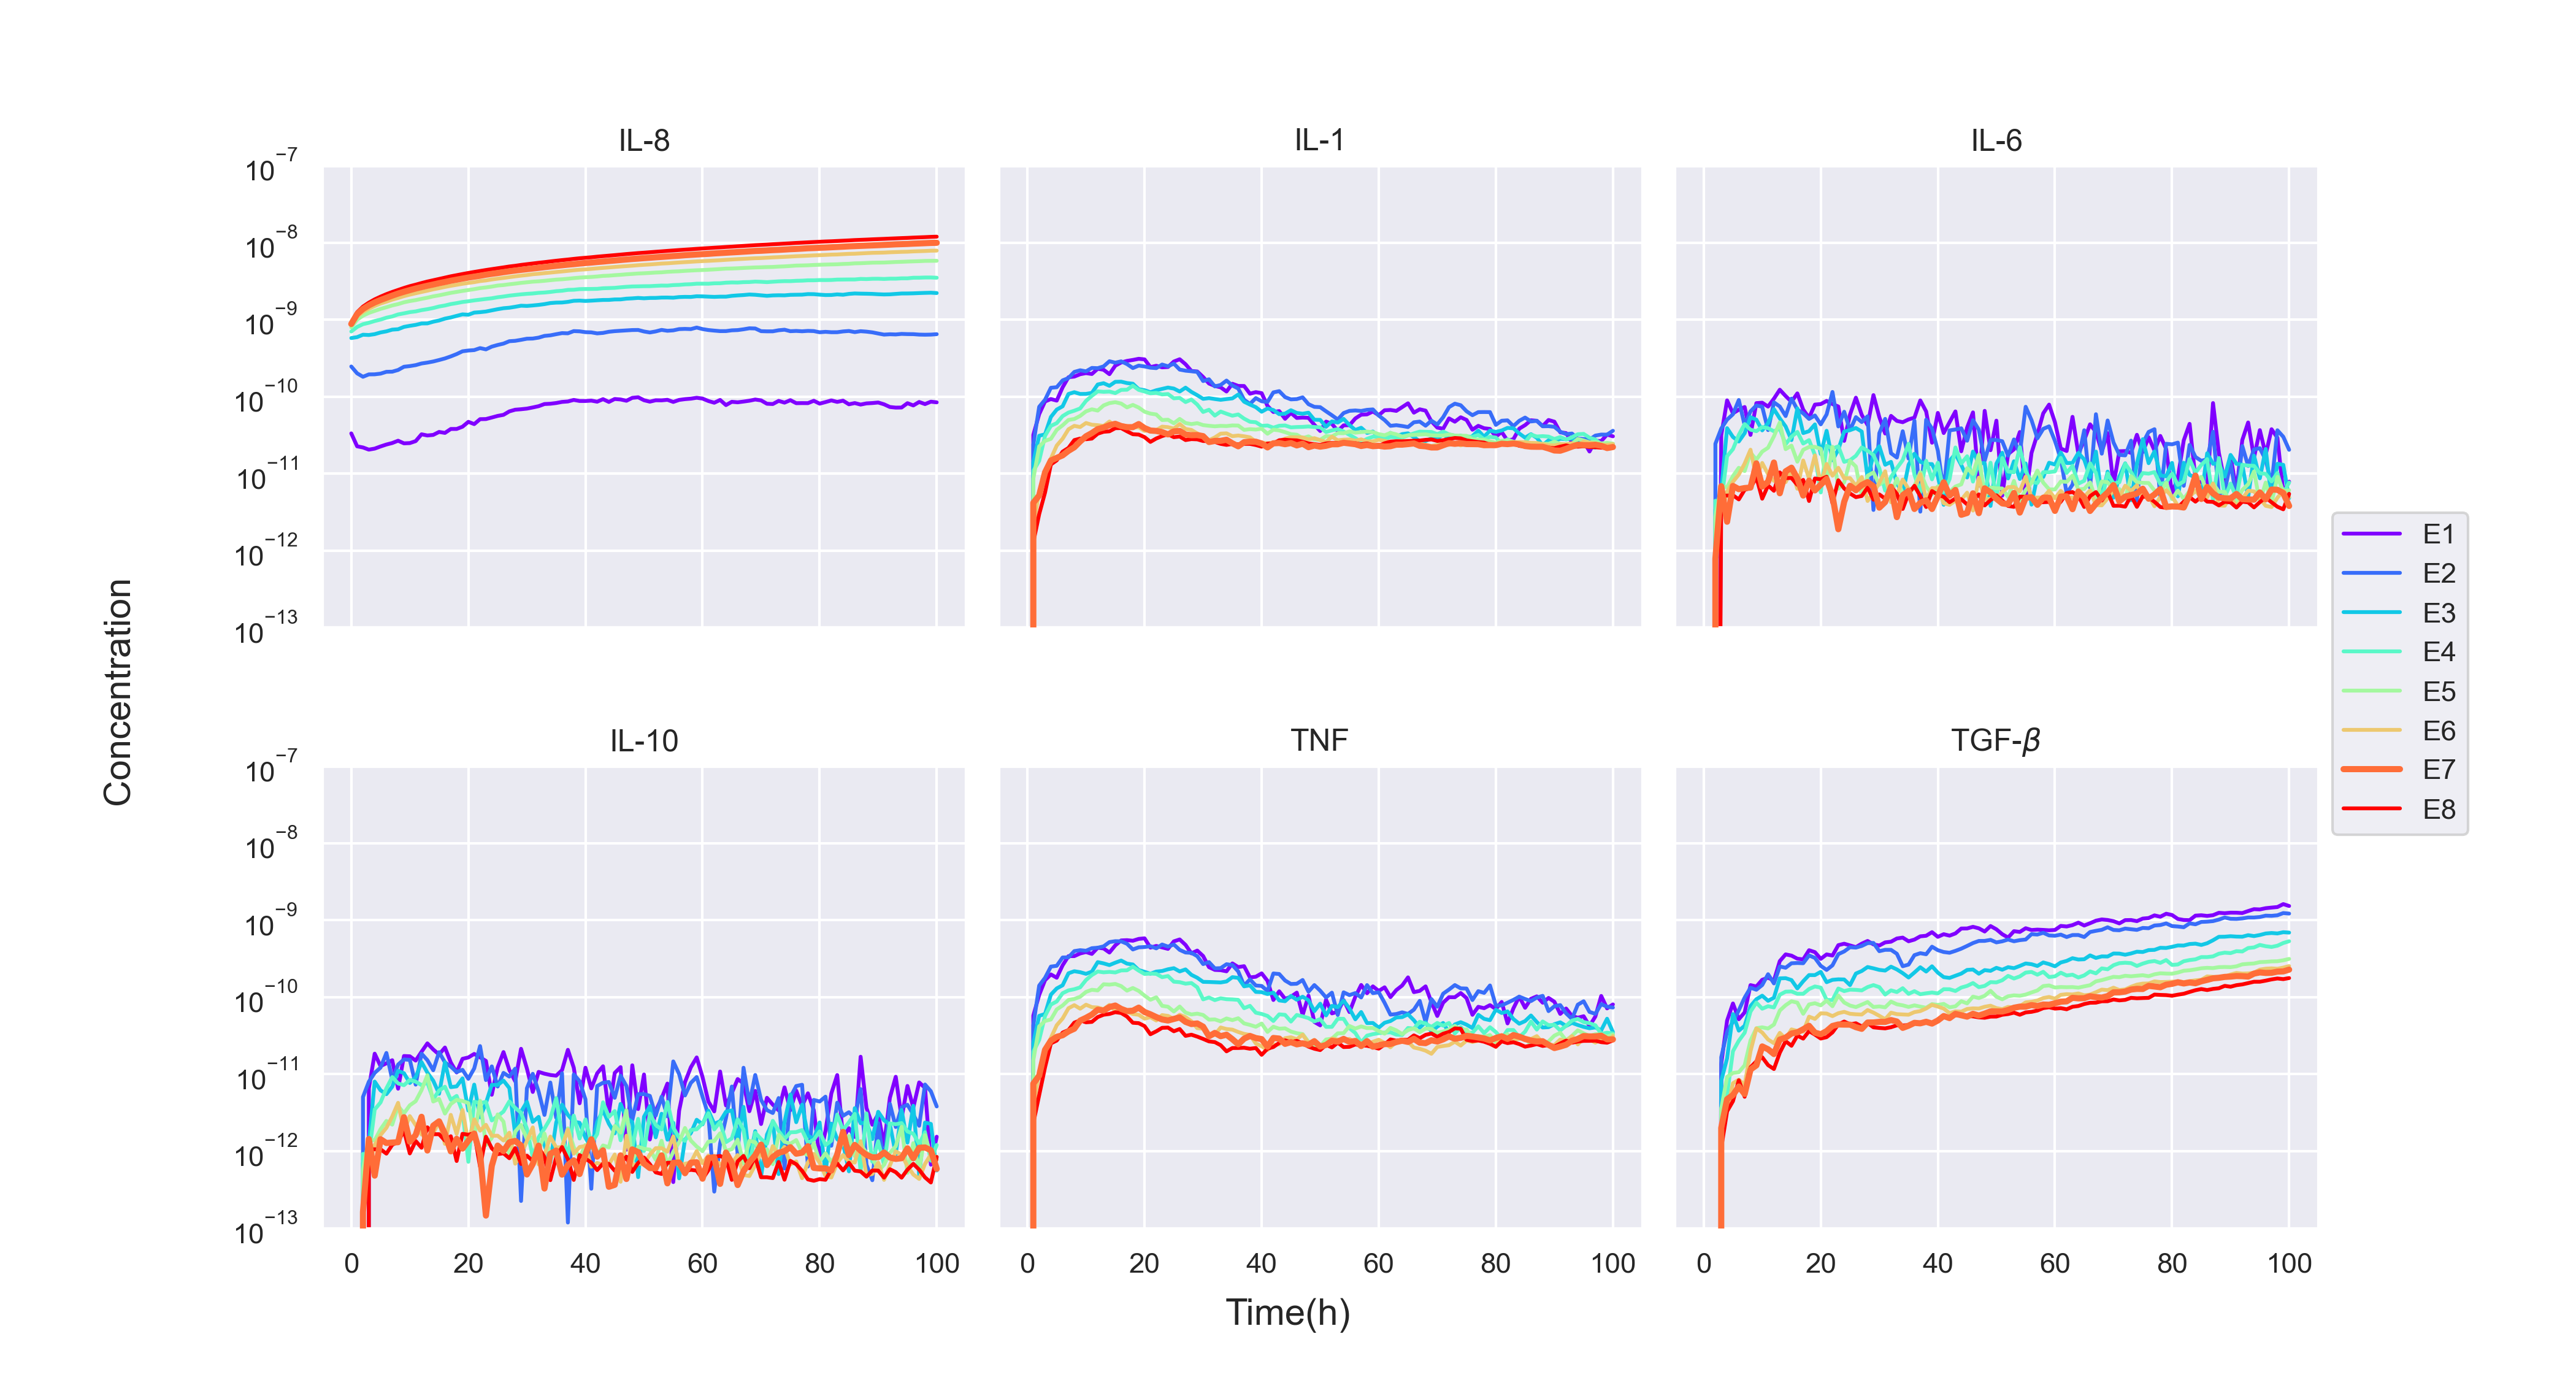 IL-8 IL-1 IL-6
10⁻⁷
10⁻⁸
10⁻⁹
10⁻¹⁰
10⁻¹¹
10⁻¹²
10⁻¹³
Concentration
E1
E2
E3
E4
E5
E6
E7
E8
IL-10 TNF TGF-β
10⁻⁷
10⁻⁸
10⁻⁹
10⁻¹⁰
10⁻¹¹
10⁻¹²
10⁻¹³
0 20 40 60 80 100 0 20 40 60 80 100 0 20 40 60 80 100
Time(h)